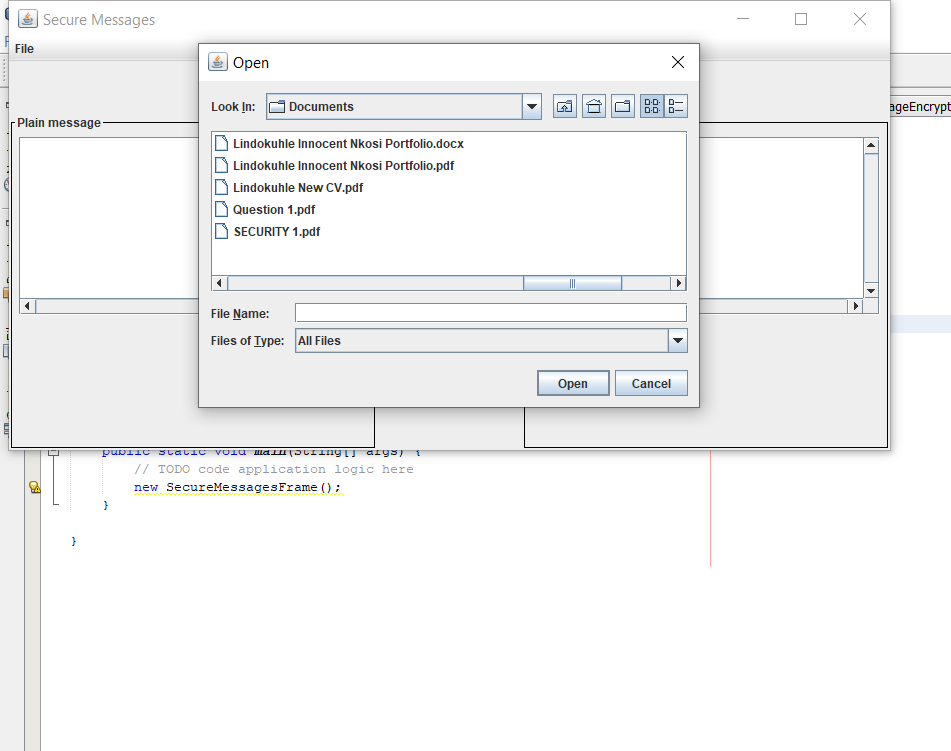 Secure Messages
File
Open
Look In: Documents
ageEncrypt
Plain message
Lindokuhle Innocent Nkosi Portfolio.docx
Lindokuhle Innocent Nkosi Portfolio.pdf
Lindokuhle New CV.pdf
Question 1.pdf
SECURITY 1.pdf
File Name:
Files of Type: All Files
Open Cancel
public static void main(String[] args) {
// TODO code application logic here
new SecureMessagesFrame();
}
}